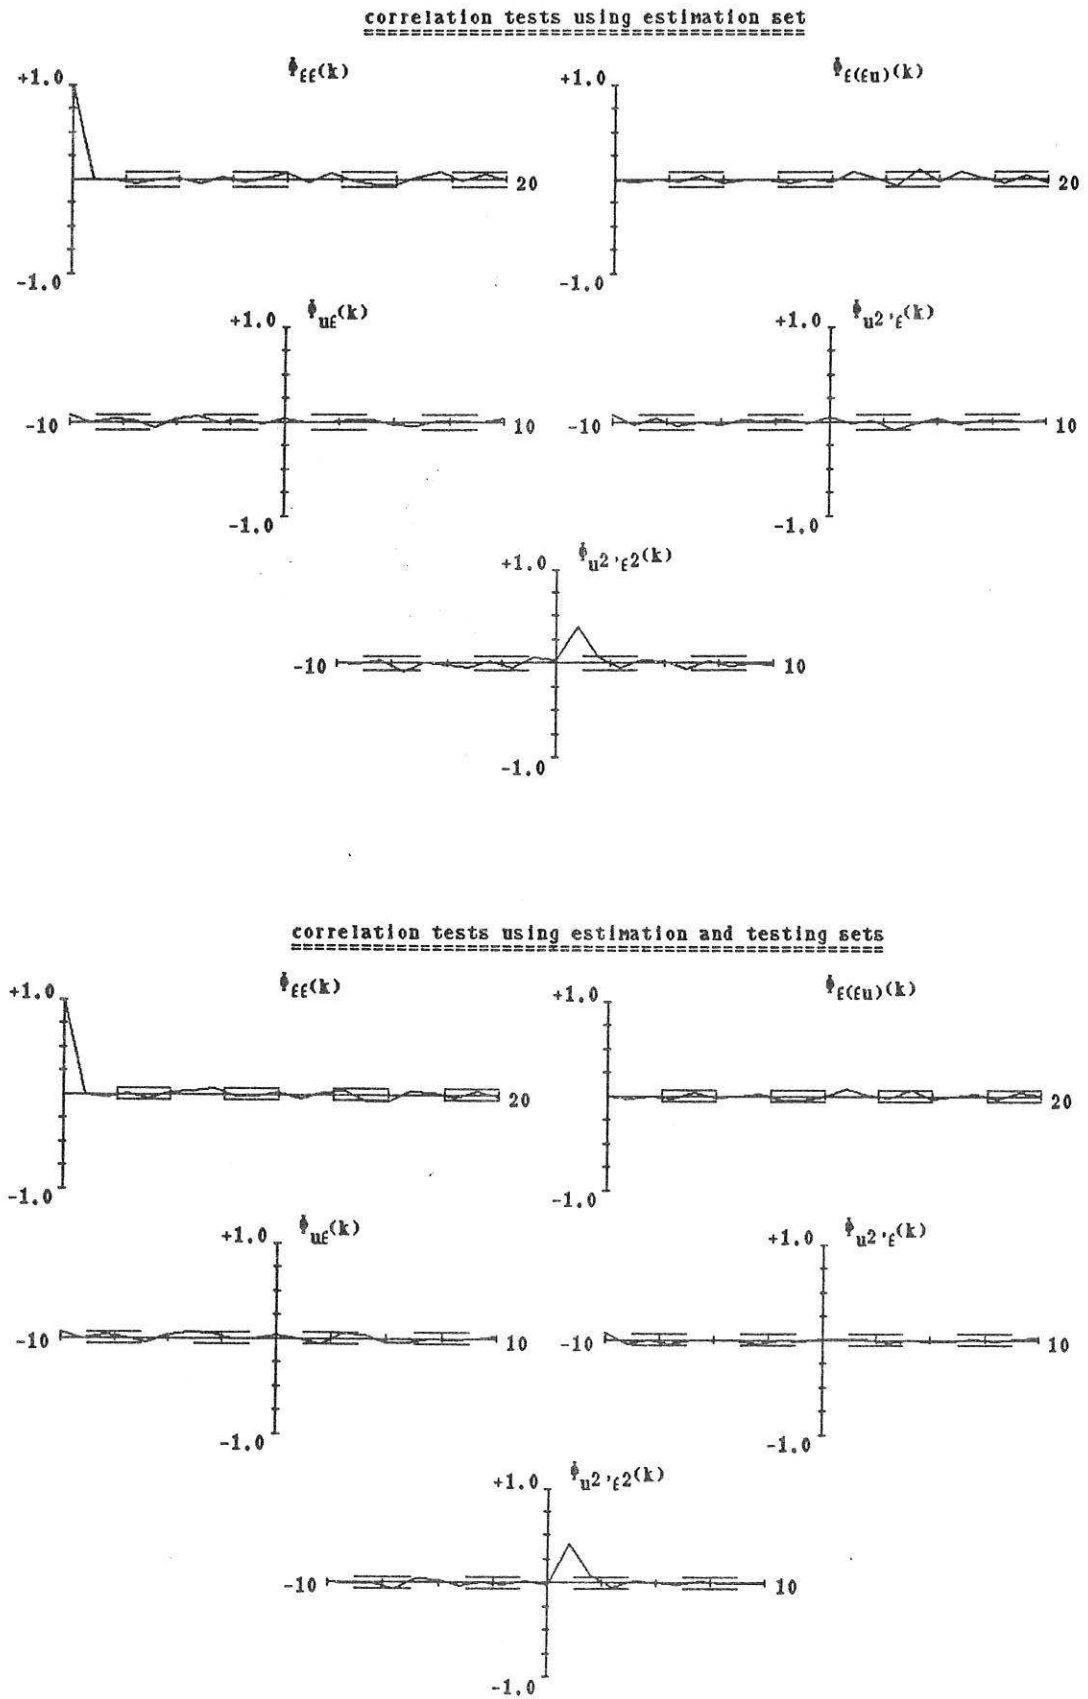 correlation tests using estimation set
+1.0 Φεε(k) +1.0 Φε(εu)(k)
20 20
-1.0 -1.0
+1.0 Φuε(k) +1.0 Φu2'ε(k)
-10 10 -10 10
-1.0 -1.0
+1.0 Φu2'ε2(k)
-10 10
-1.0
correlation tests using estimation and testing sets
+1.0 Φεε(k) +1.0 Φε(εu)(k)
20 20
-1.0 -1.0
+1.0 Φuε(k) +1.0 Φu2'ε(k)
-10 10 -10 10
-1.0 -1.0
+1.0 Φu2'ε2(k)
-10 10
-1.0